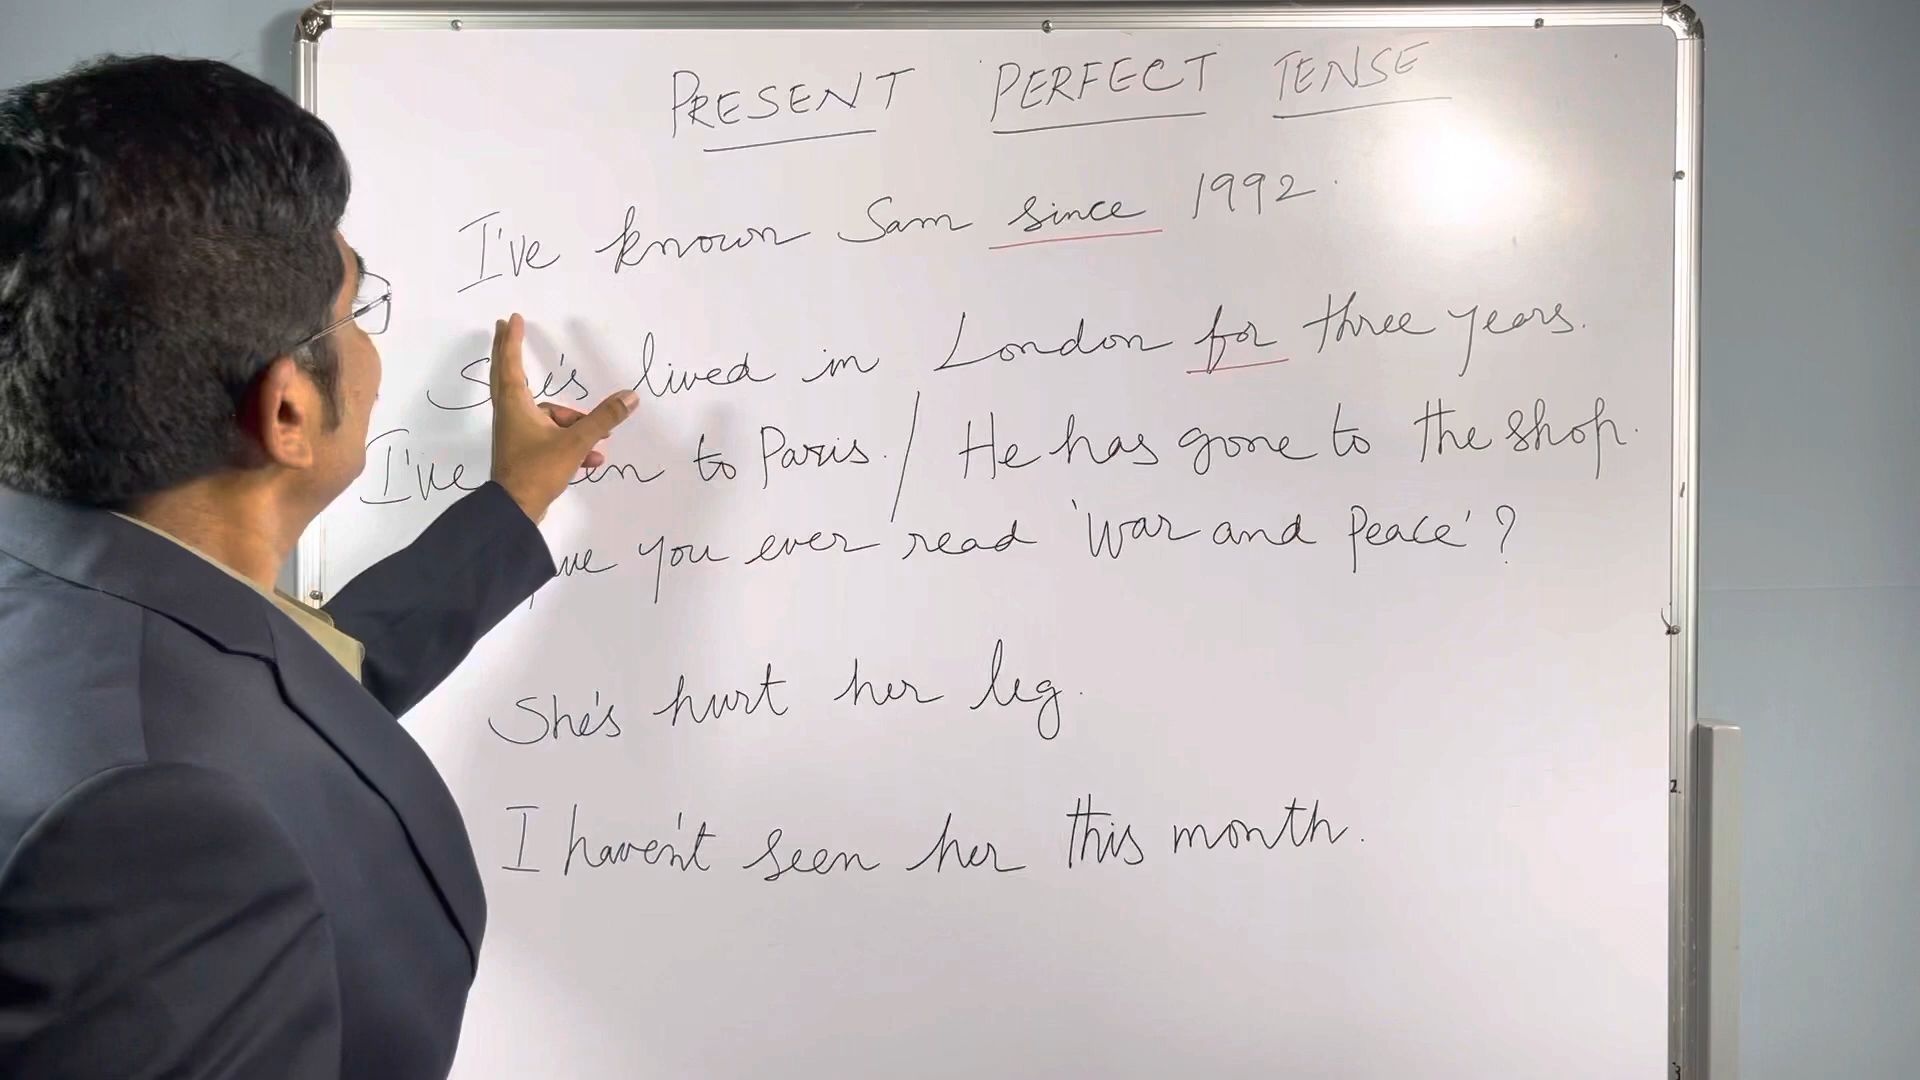 PRESENT PERFECT TENSE
I've known Sam since 1992.
She's lived in London for three years.
I've to Paris. / He has gone to the shop.
you ever read 'War and Peace'?
She's hurt her leg.
I haven't seen her this month.
2
3